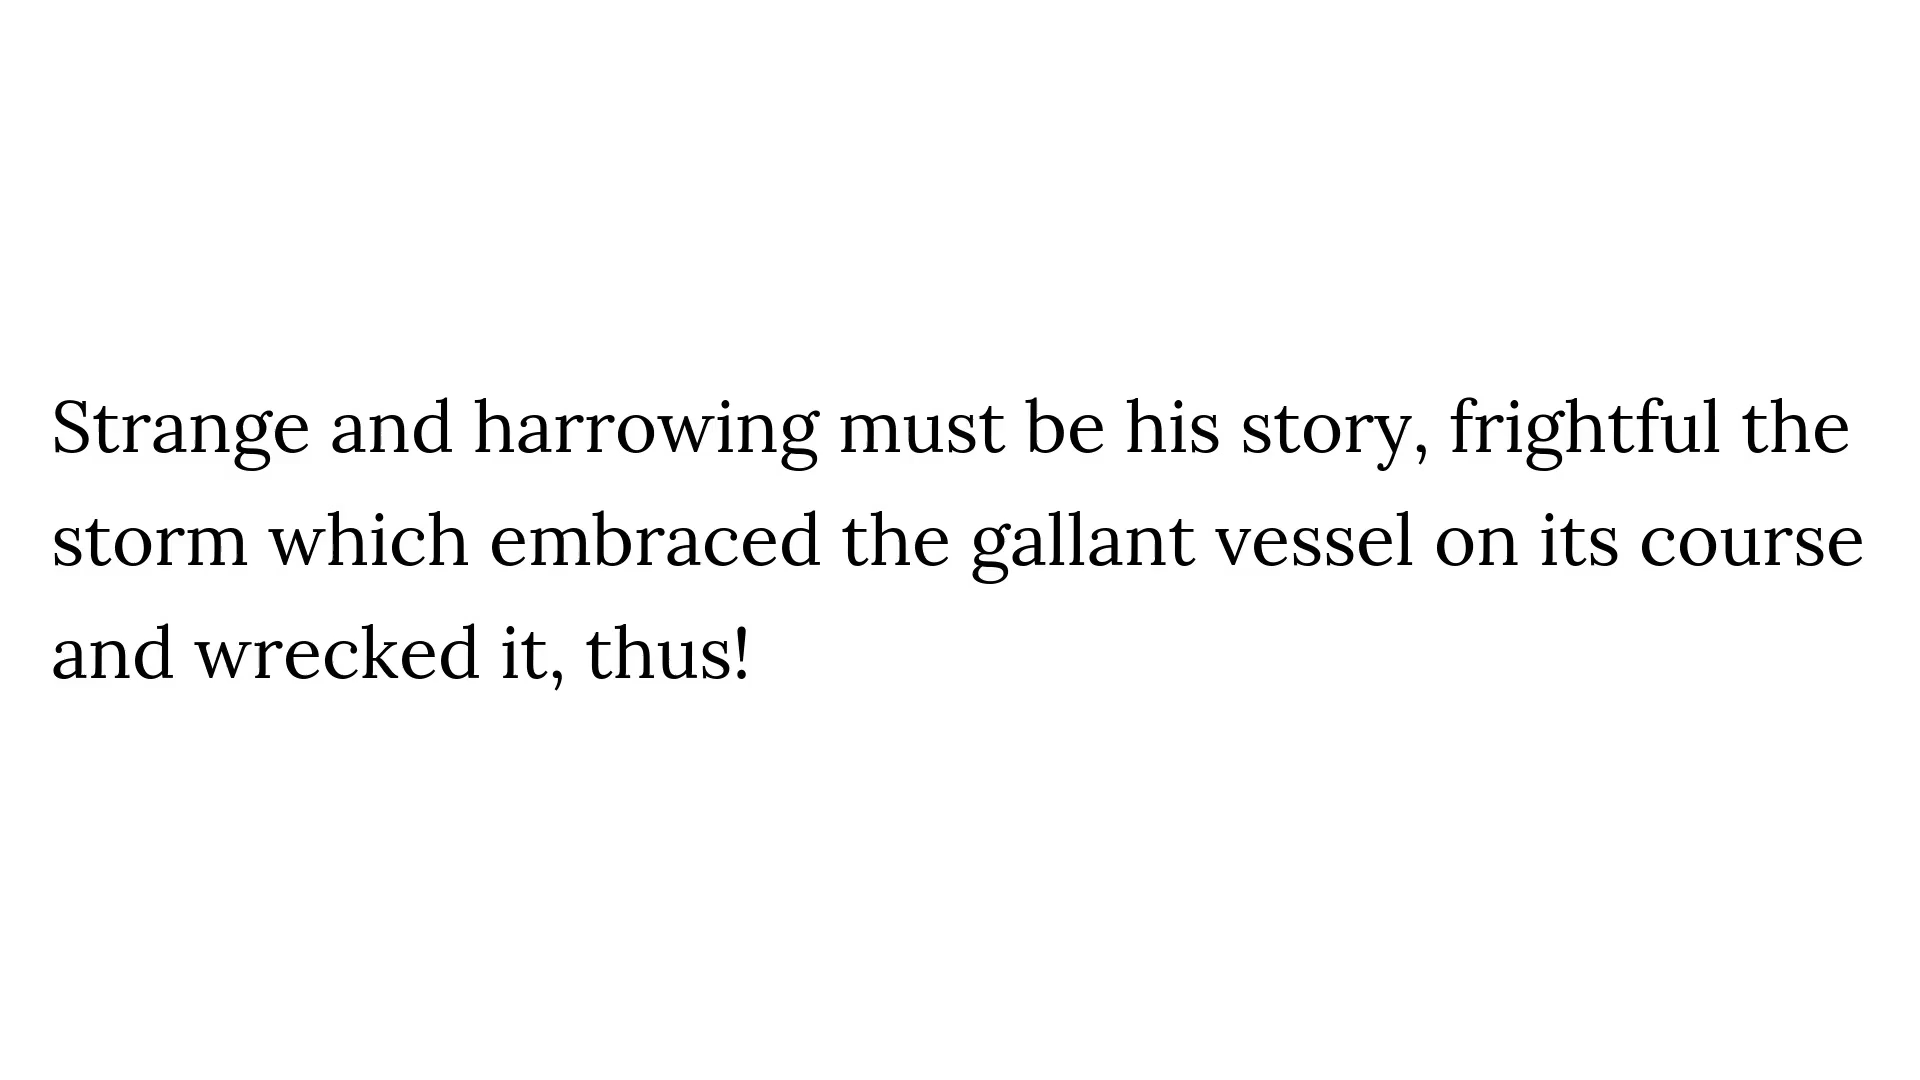 Strange and harrowing must be his story, frightful the
storm which embraced the gallant vessel on its course
and wrecked it, thus!